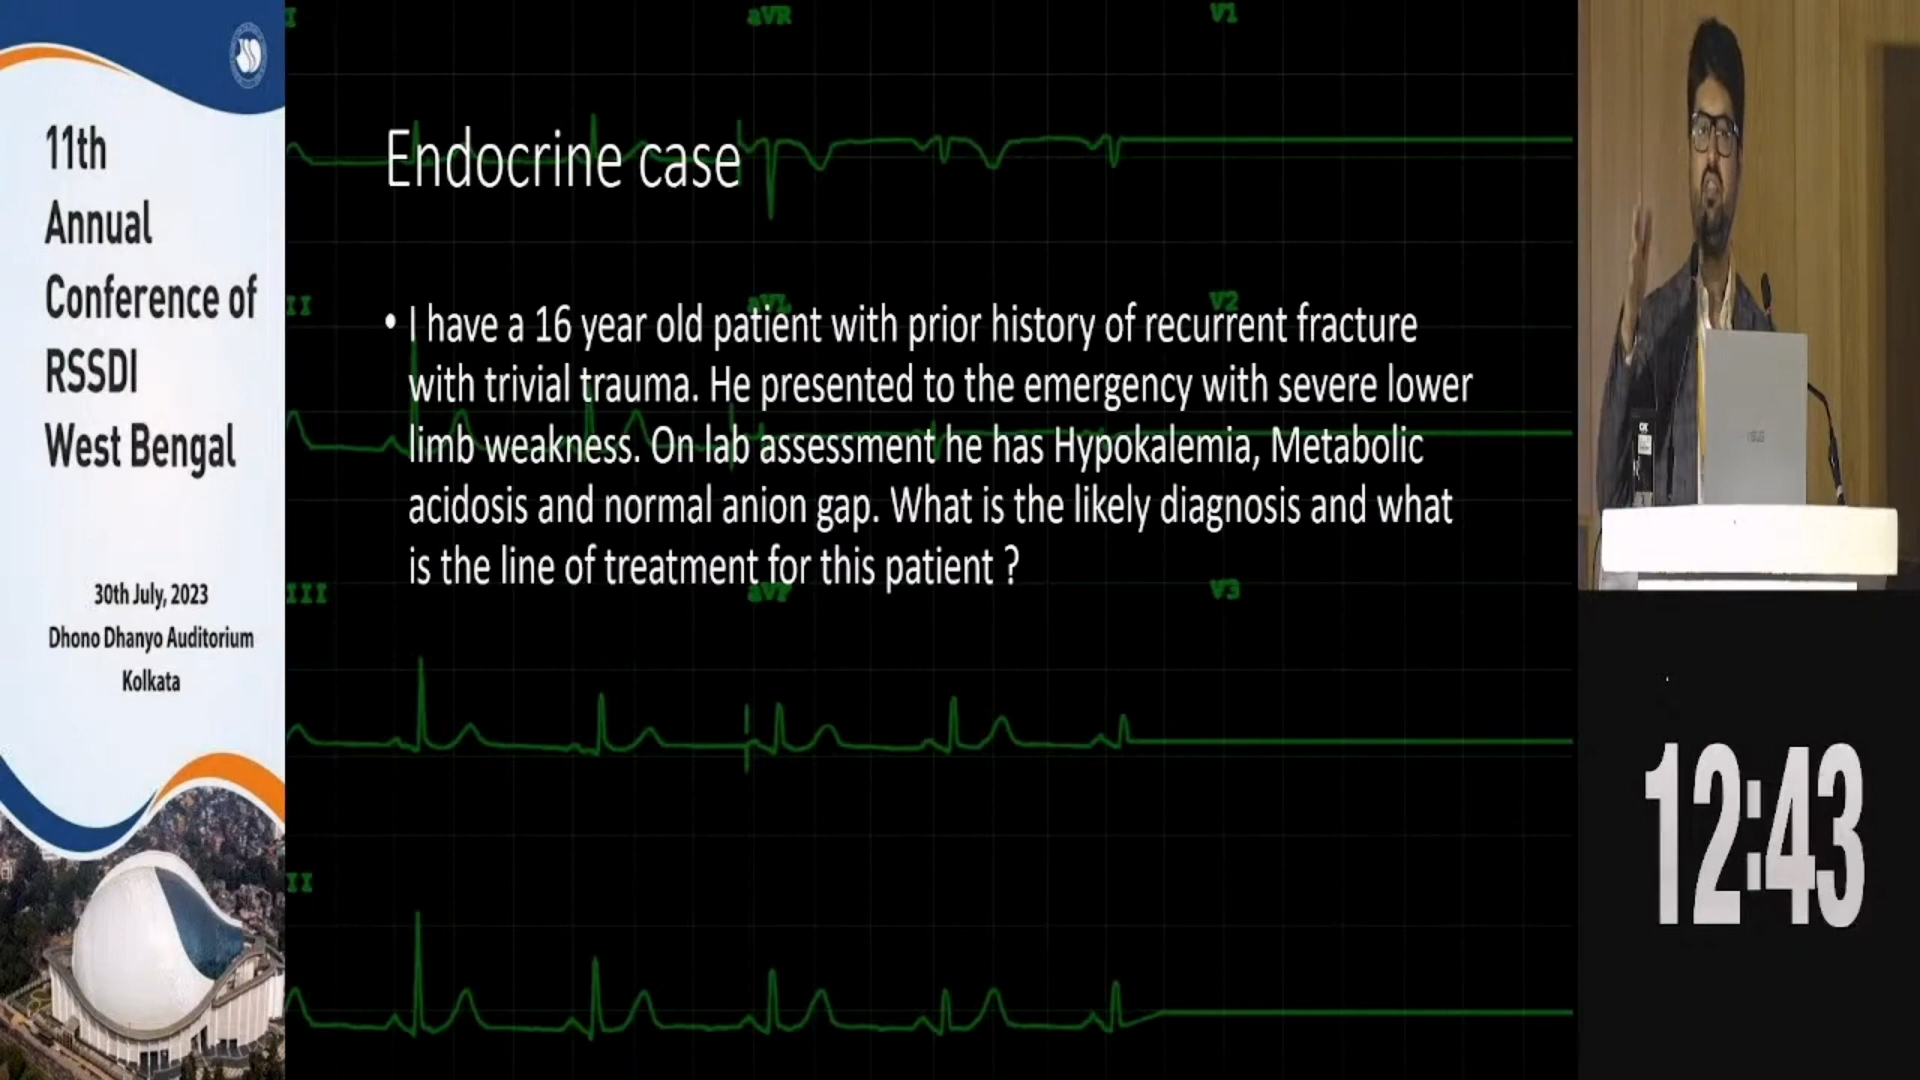 11th
Annual
Conference of
RSSDI
West Bengal
30th July, 2023
Dhono Dhanyo Auditorium
Kolkata
I
aVR
V1
Endocrine case
II
aVL
V2
• I have a 16 year old patient with prior history of recurrent fracture
with trivial trauma. He presented to the emergency with severe lower
limb weakness. On lab assessment he has Hypokalemia, Metabolic
acidosis and normal anion gap. What is the likely diagnosis and what
is the line of treatment for this patient ?
III
aVF
V3
II
12:43